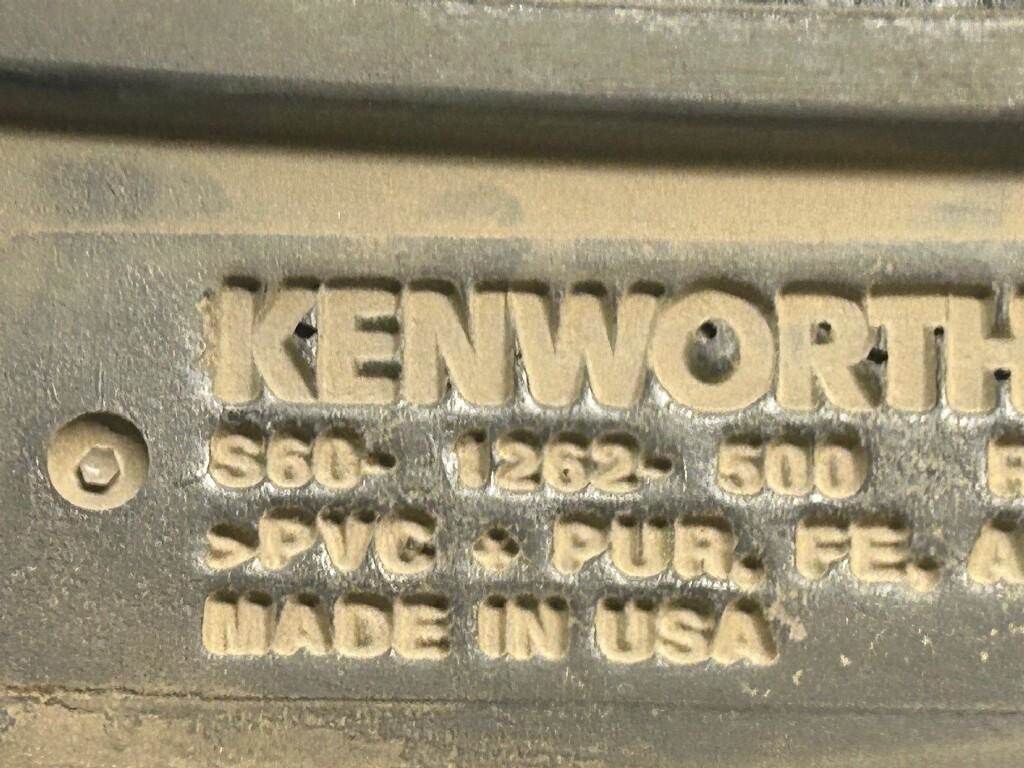 KENWORTH
S60- 1262- 500 R
>PVC + PUR. FE. A
MADE IN USA